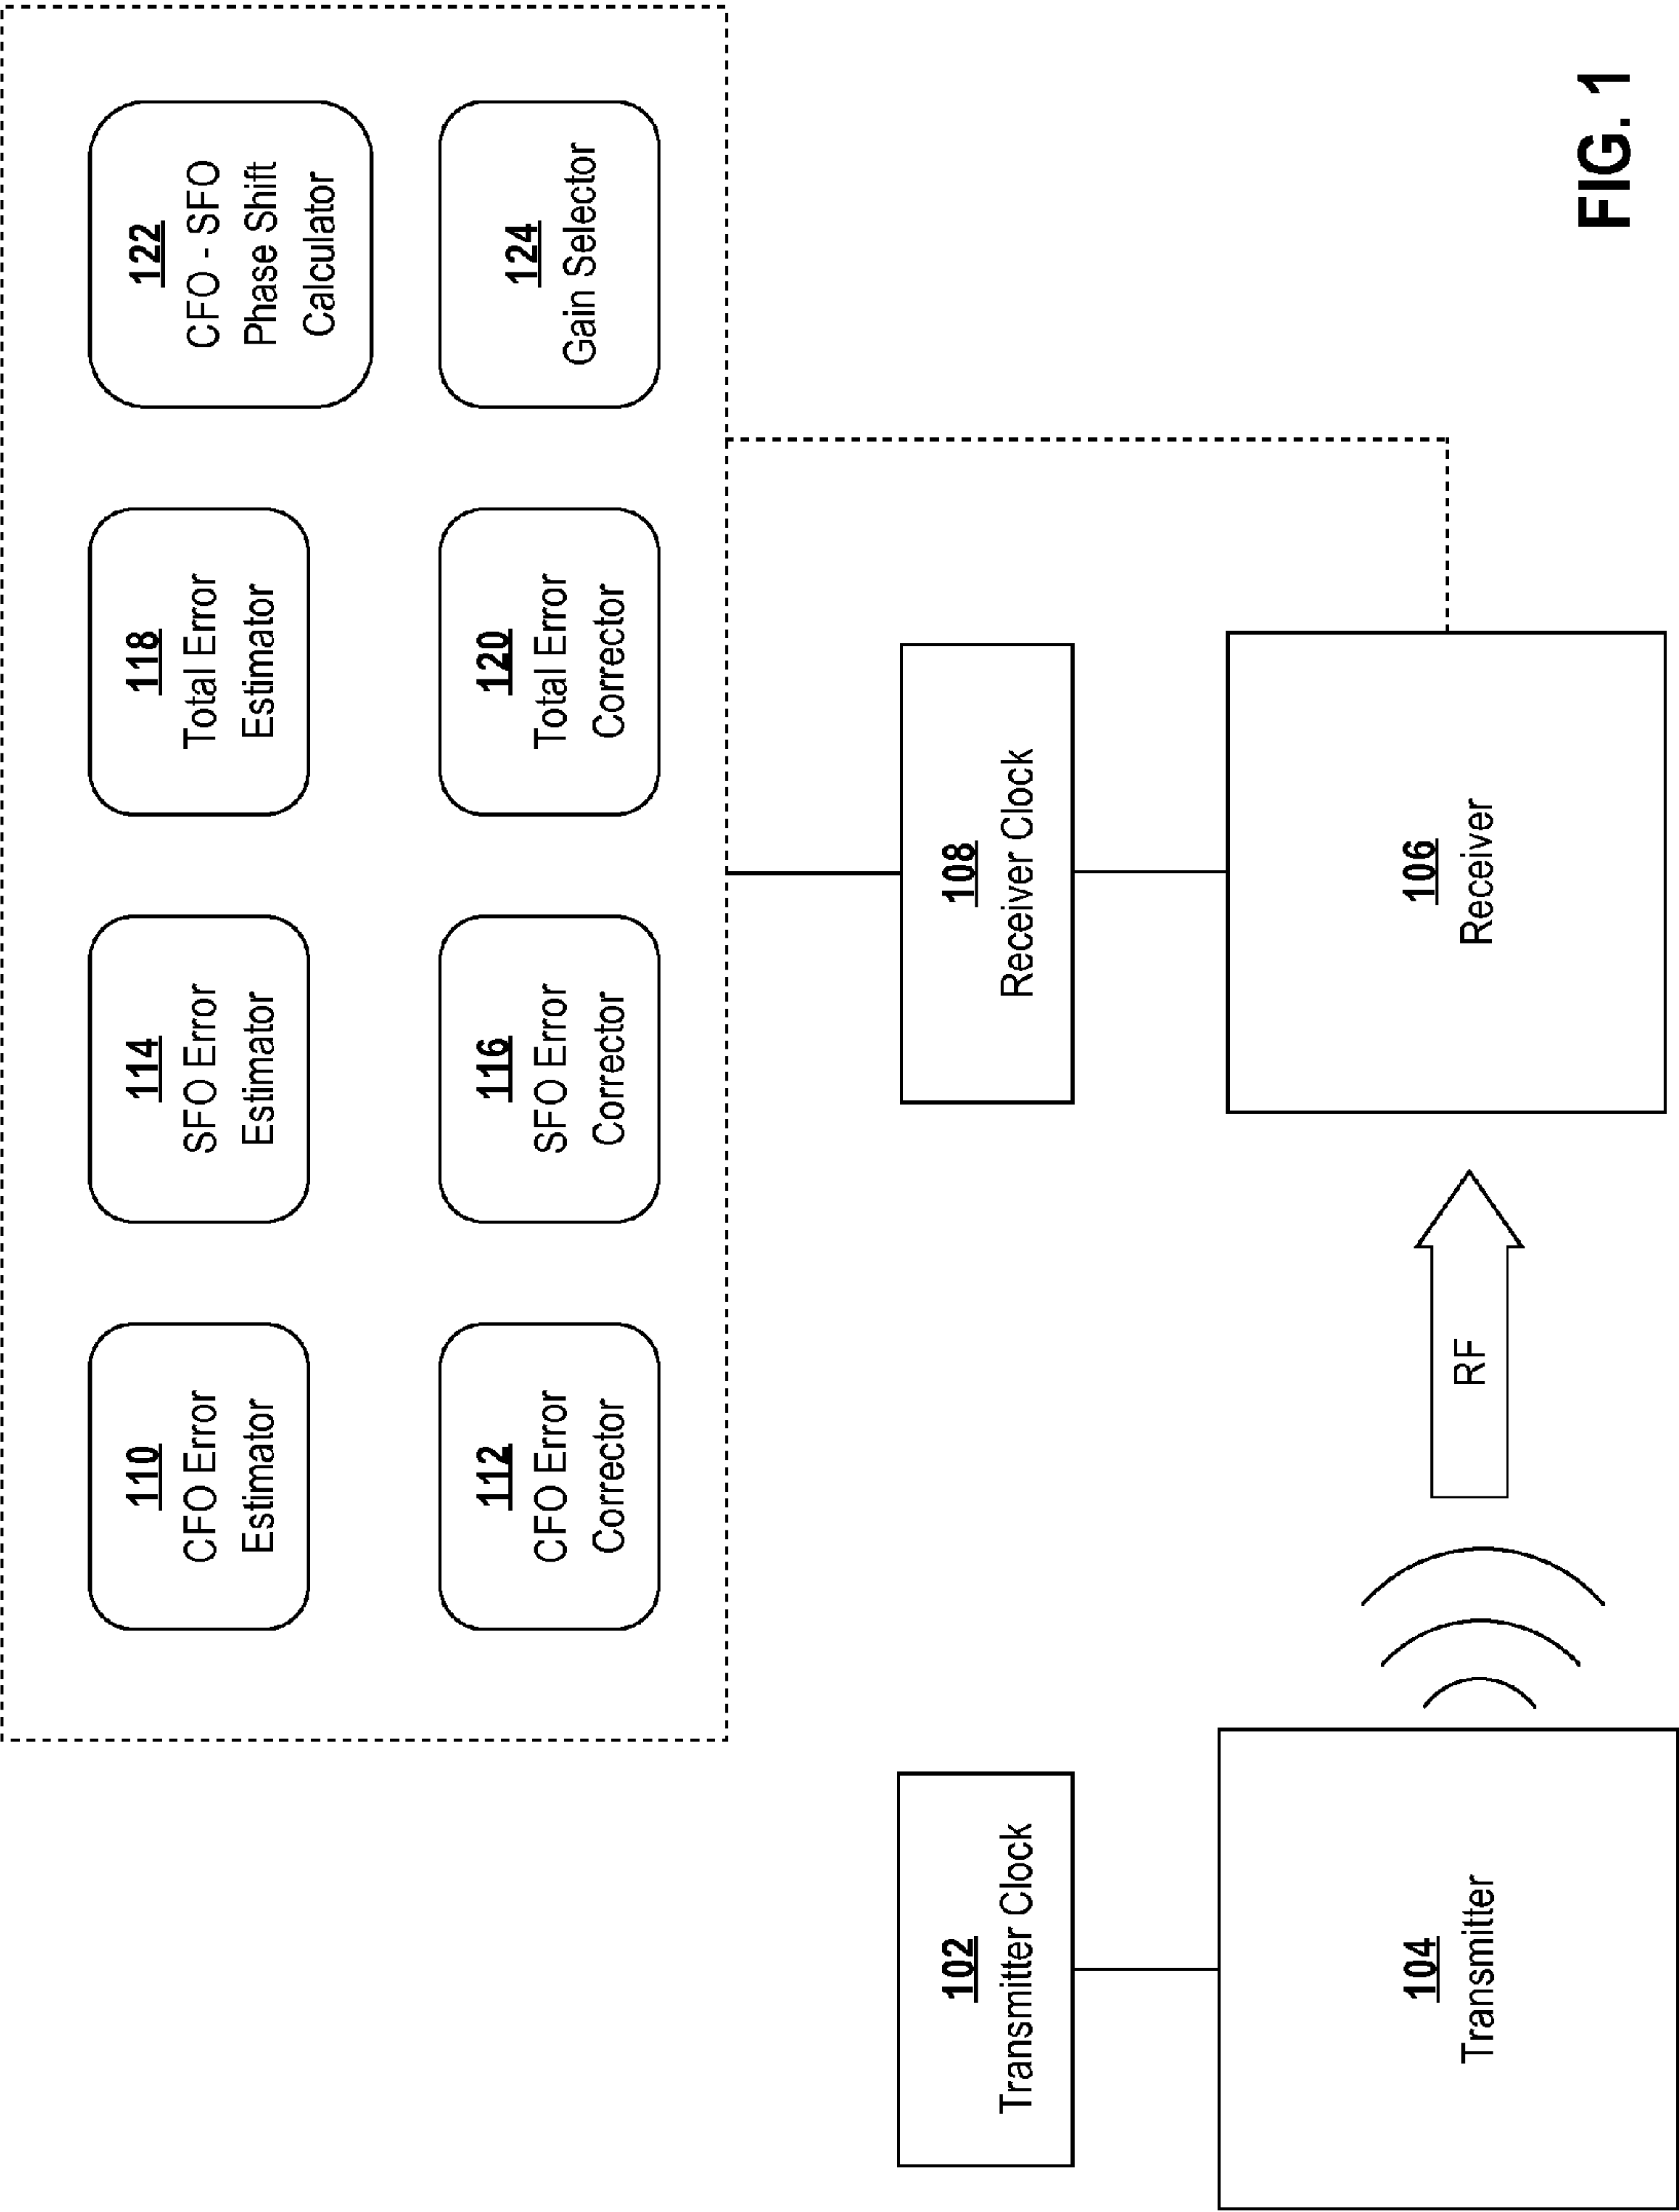 110
CFO Error
Estimator
114
SFO Error
Estimator
118
Total Error
Estimator
122
CFO - SFO
Phase Shift
Calculator
112
CFO Error
Corrector
116
SFO Error
Corrector
120
Total Error
Corrector
124
Gain Selector
102
Transmitter Clock
108
Receiver Clock
104
Transmitter
RF
106
Receiver
FIG. 1